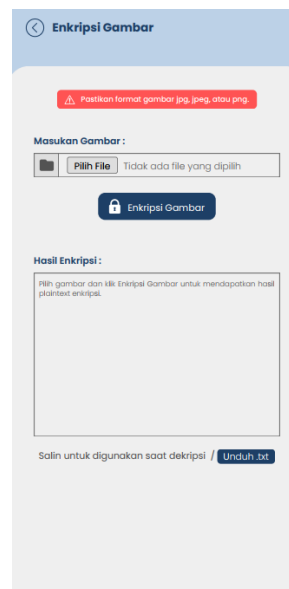 Enkripsi Gambar
Pastikan format gambar jpg, jpeg, atau png.
Masukan Gambar :
Pilih File Tidak ada file yang dipilih
Enkripsi Gambar
Hasil Enkripsi :
Pilih gambar dan klik Enkripsi Gambar untuk mendapatkan hasil
plaintext enkripsi.
Salin untuk digunakan saat dekripsi / Unduh .txt